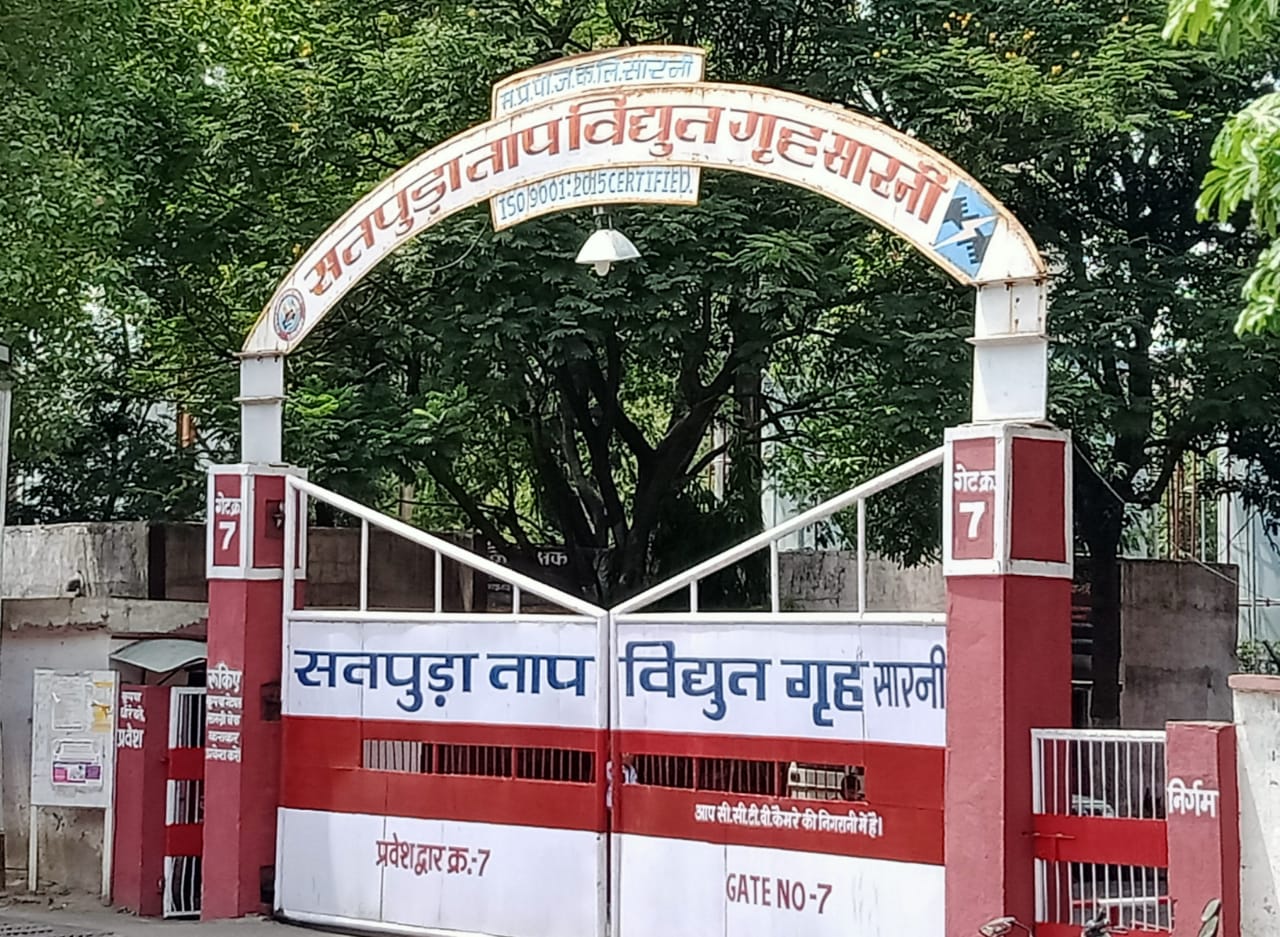 म.प्र.पॉ.ज.क.लि.सारनी
सतपुड़ा ताप विद्युत गृह सारनी
ISO/9001:2015 CERTIFIED.
गेट क्र.
7
गेट क्र.
7
सतपुड़ा ताप विद्युत गृह सारनी
रूकिए
प्रवेश
निर्गम
आप सी.सी.टी.वी.कैमरे की निगरानी में है।
प्रवेश द्वार क्र.-7
GATE NO-7